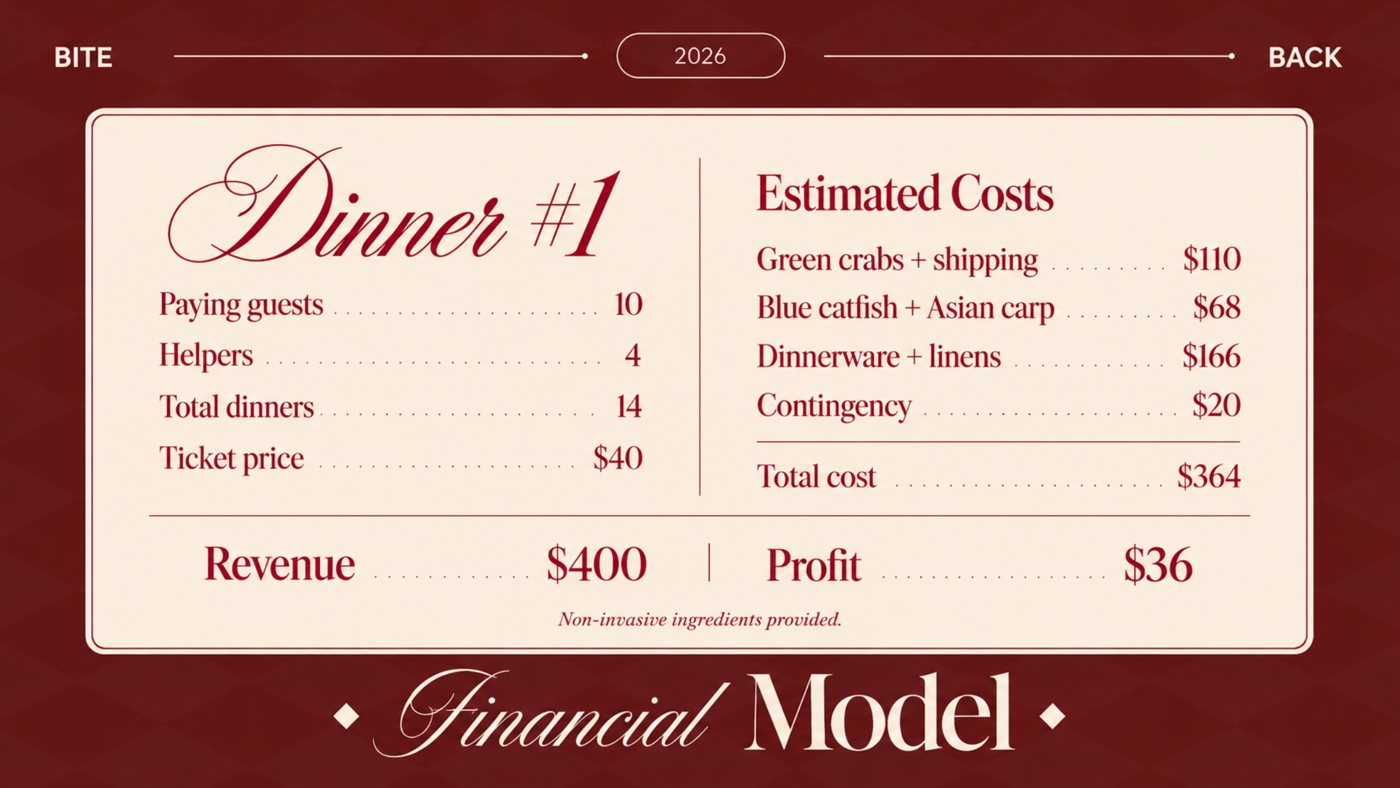 BITE
2026
BACK
Dinner #1
Paying guests 10
Helpers 4
Total dinners 14
Ticket price $40
Estimated Costs
Green crabs + shipping $110
Blue catfish + Asian carp $68
Dinnerware + linens $166
Contingency $20
Total cost $364
Revenue $400
Profit $36
Non-invasive ingredients provided.
Financial Model